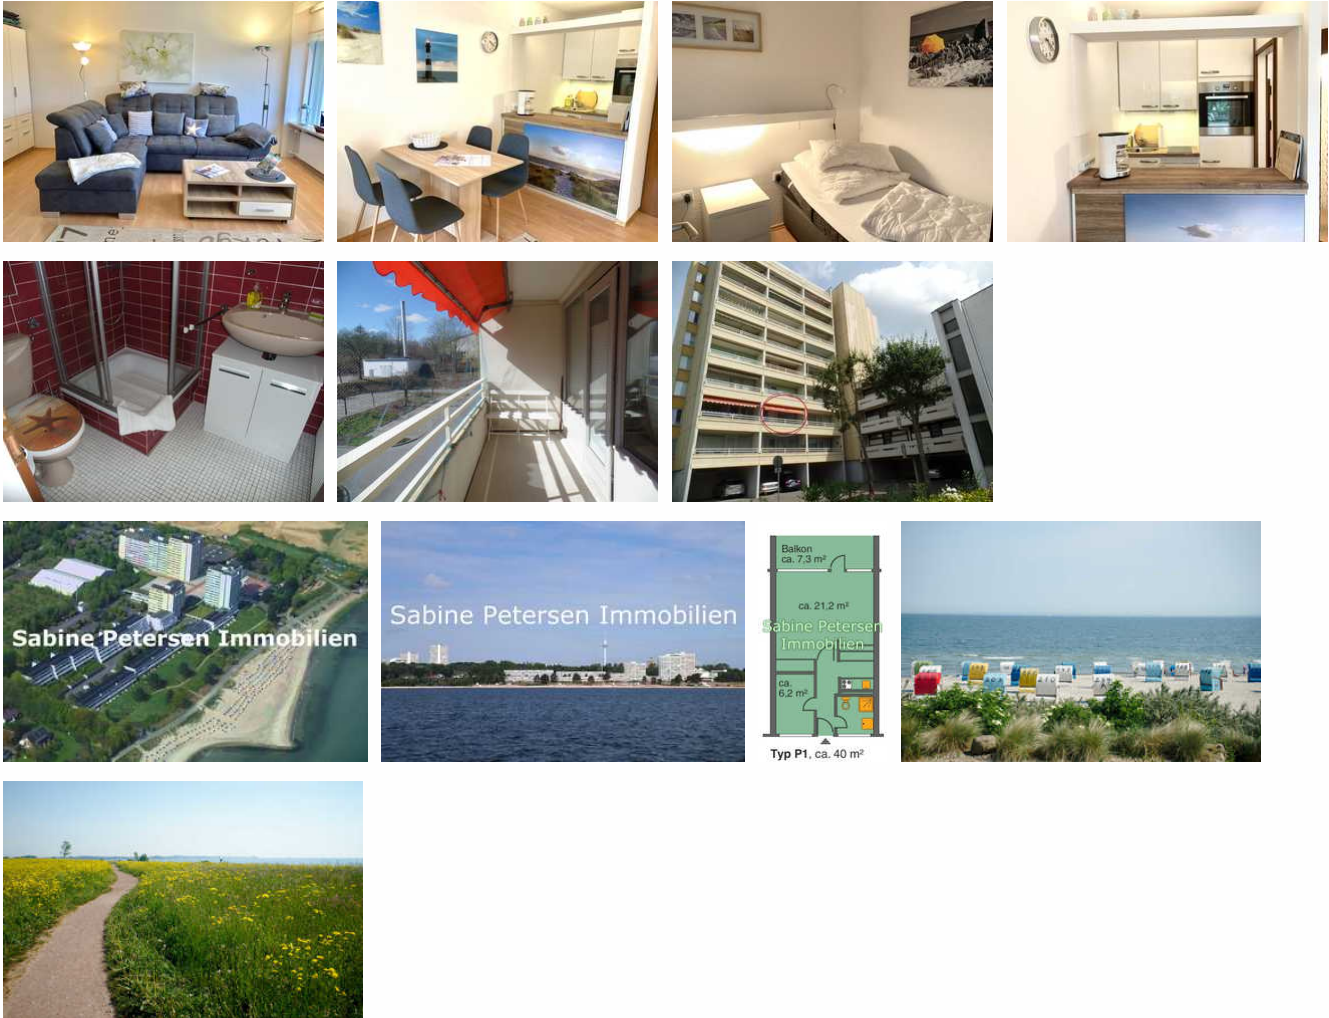 Sabine Petersen Immobilien
Sabine Petersen Immobilien
Balkon
ca. 7,3 m²
ca. 21,2 m²
Sabine Petersen
Immobilien
ca.
6,2 m²
Typ P1, ca. 40 m²